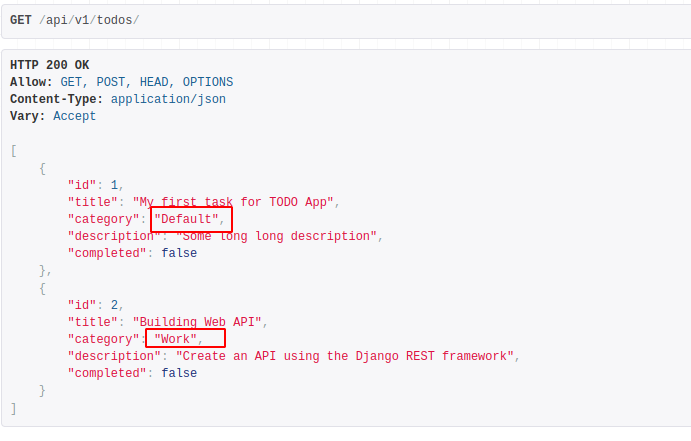 GET /api/v1/todos/
HTTP 200 OK
Allow: GET, POST, HEAD, OPTIONS
Content-Type: application/json
Vary: Accept
[
    {
        "id": 1,
        "title": "My first task for TODO App",
        "category": "Default",
        "description": "Some long long description",
        "completed": false
    },
    {
        "id": 2,
        "title": "Building Web API",
        "category": "Work",
        "description": "Create an API using the Django REST framework",
        "completed": false
    }
]